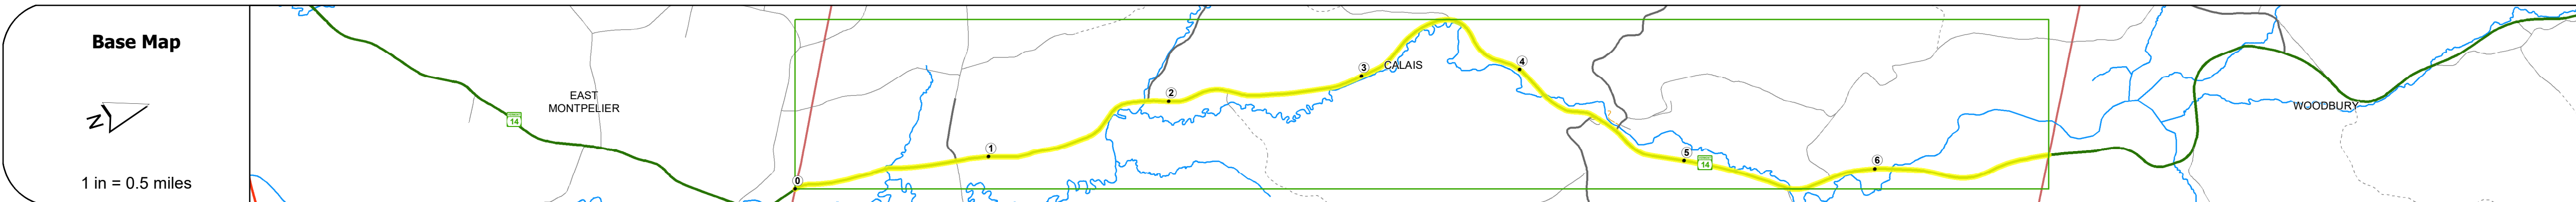 Base Map
N
1 in = 0.5 miles
EAST
MONTPELIER
14
0
1
2
3
CALAIS
4
5
14
6
WOODBURY